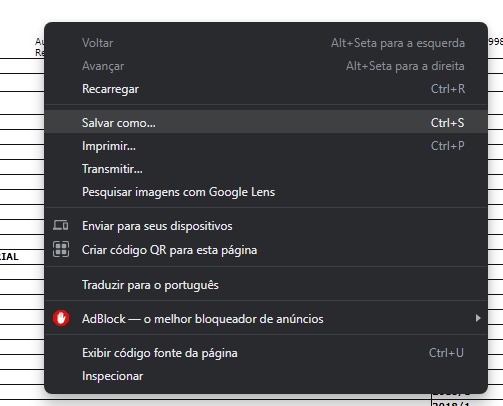 Au
Re
998
Voltar Alt+Seta para a esquerda
Avançar Alt+Seta para a direita
Recarregar Ctrl+R
Salvar como... Ctrl+S
Imprimir... Ctrl+P
Transmitir...
Pesquisar imagens com Google Lens
Enviar para seus dispositivos
Criar código QR para esta página
IAL
Traduzir para o português
AdBlock — o melhor bloqueador de anúncios
Exibir código fonte da página Ctrl+U
Inspecionar
2018/1